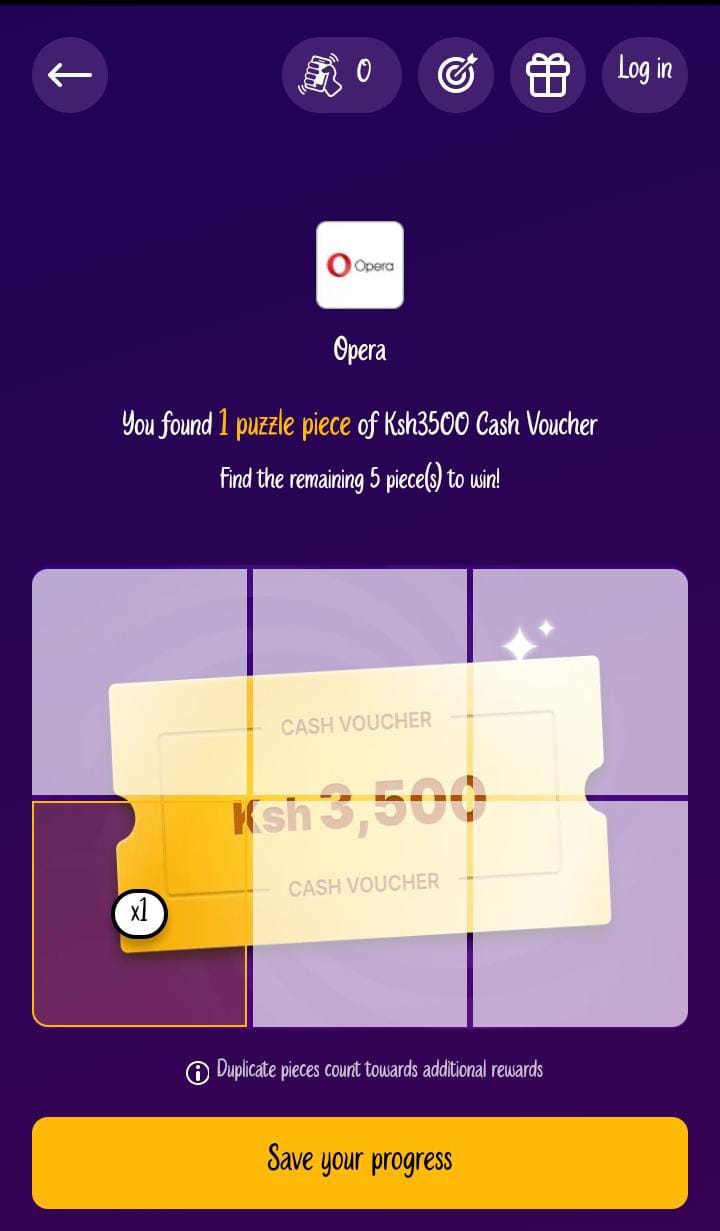 0
Log in
Opera
Opera
You found 1 puzzle piece of Ksh3500 Cash Voucher
Find the remaining 5 piece(s) to win!
CASH VOUCHER
Ksh 3,500
CASH VOUCHER
x1
Duplicate pieces count towards additional rewards
Save your progress